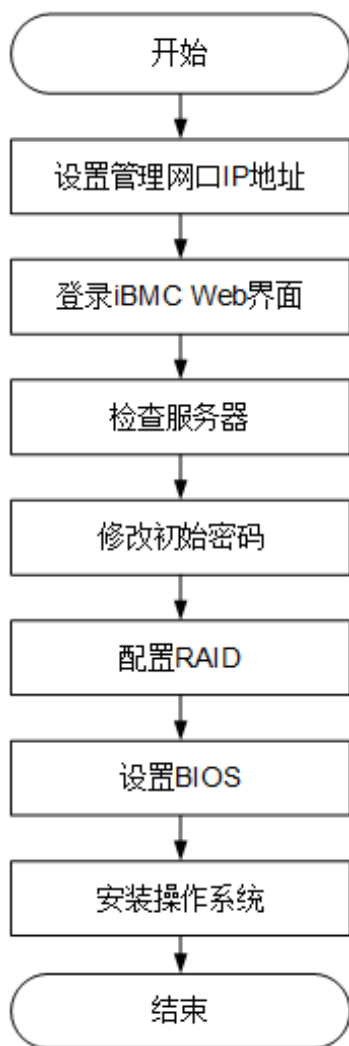 开始
设置管理网口IP地址
登录iBMC Web界面
检查服务器
修改初始密码
配置RAID
设置BIOS
安装操作系统
结束